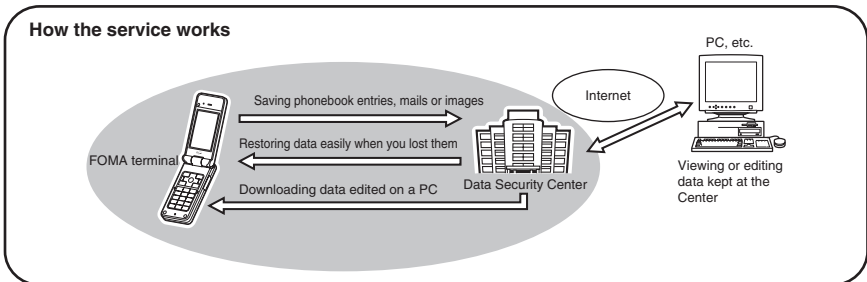 How the service works
PC, etc.
Saving phonebook entries, mails or images
Internet
Restoring data easily when you lost them
FOMA terminal
Data Security Center
Downloading data edited on a PC
Viewing or editing
data kept at the
Center